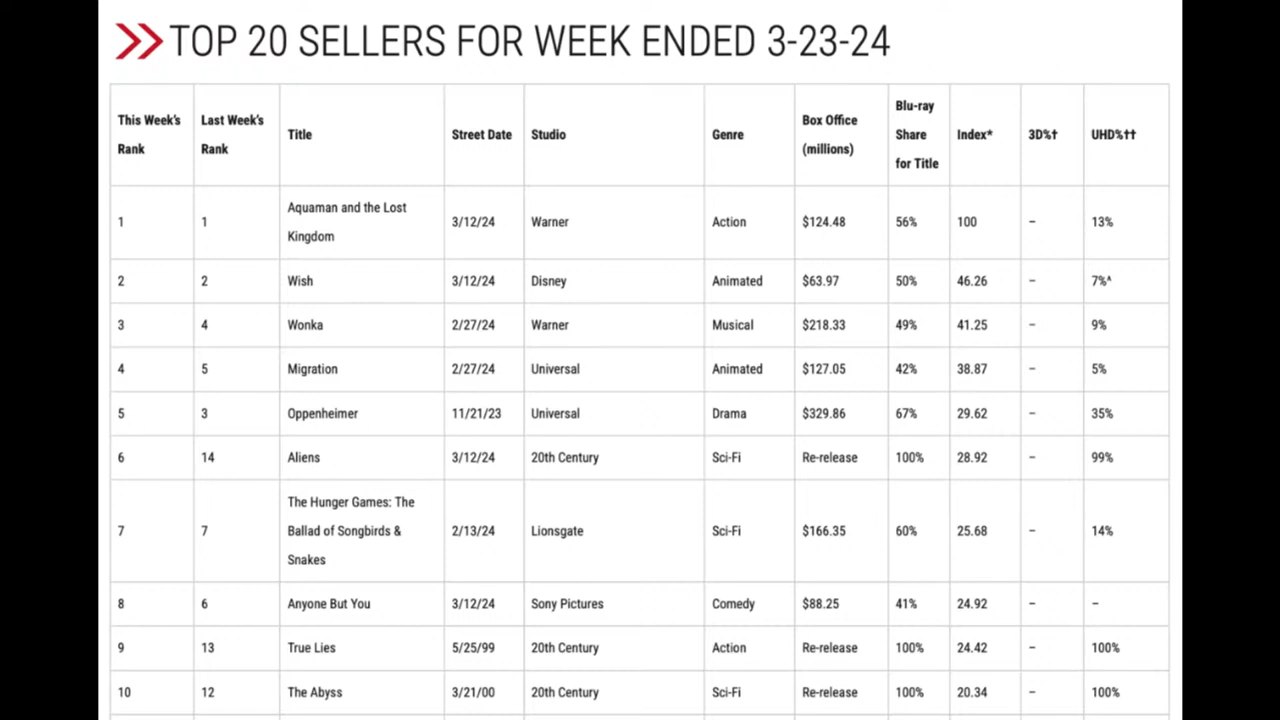 TOP 20 SELLERS FOR WEEK ENDED 3-23-24
This Week's Rank Last Week's Rank Title Street Date Studio Genre Box Office (millions) Blu-ray Share for Title Index* 3D%† UHD%††
1 1 Aquaman and the Lost Kingdom 3/12/24 Warner Action $124.48 56% 100 – 13%
2 2 Wish 3/12/24 Disney Animated $63.97 50% 46.26 – 7%^
3 4 Wonka 2/27/24 Warner Musical $218.33 49% 41.25 – 9%
4 5 Migration 2/27/24 Universal Animated $127.05 42% 38.87 – 5%
5 3 Oppenheimer 11/21/23 Universal Drama $329.86 67% 29.62 – 35%
6 14 Aliens 3/12/24 20th Century Sci-Fi Re-release 100% 28.92 – 99%
7 7 The Hunger Games: The Ballad of Songbirds & Snakes 2/13/24 Lionsgate Sci-Fi $166.35 60% 25.68 – 14%
8 6 Anyone But You 3/12/24 Sony Pictures Comedy $88.25 41% 24.92 – –
9 13 True Lies 5/25/99 20th Century Action Re-release 100% 24.42 – 100%
10 12 The Abyss 3/21/00 20th Century Sci-Fi Re-release 100% 20.34 – 100%